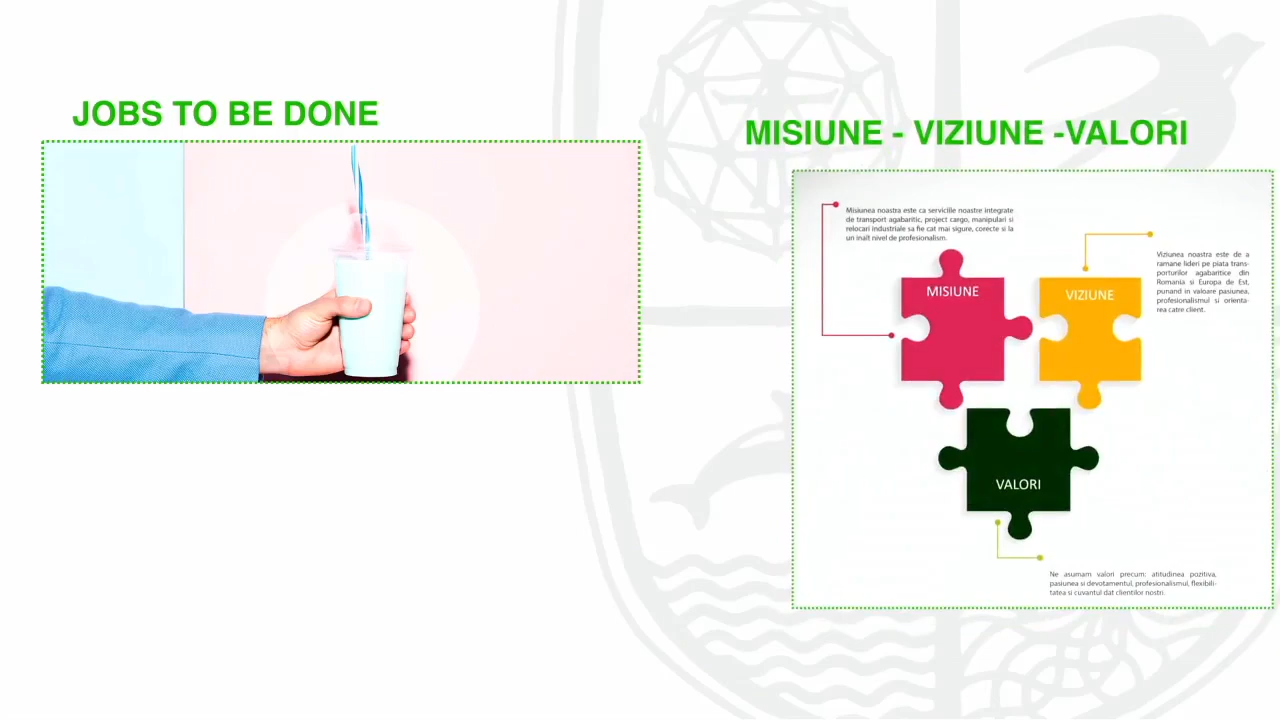 JOBS TO BE DONE
MISIUNE - VIZIUNE -VALORI
Misiunea noastra este ca serviciile noastre integrate
de transport agabaritic, project cargo, manipulari si
relocari industriale sa fie cat mai sigure, corecte si la
un inalt nivel de profesionalism.
Viziunea noastra este de a
ramane lideri pe piata trans-
porturilor agabaritice din
Romania si Europa de Est,
punand in valoare pasiunea,
profesionalismul si orienta-
rea catre client.
MISIUNE
VIZIUNE
VALORI
Ne asumam valori precum: atitudinea pozitiva,
pasiunea si devotamentul, profesionalismul, flexibili-
tatea si cuvantul dat clientilor nostri.